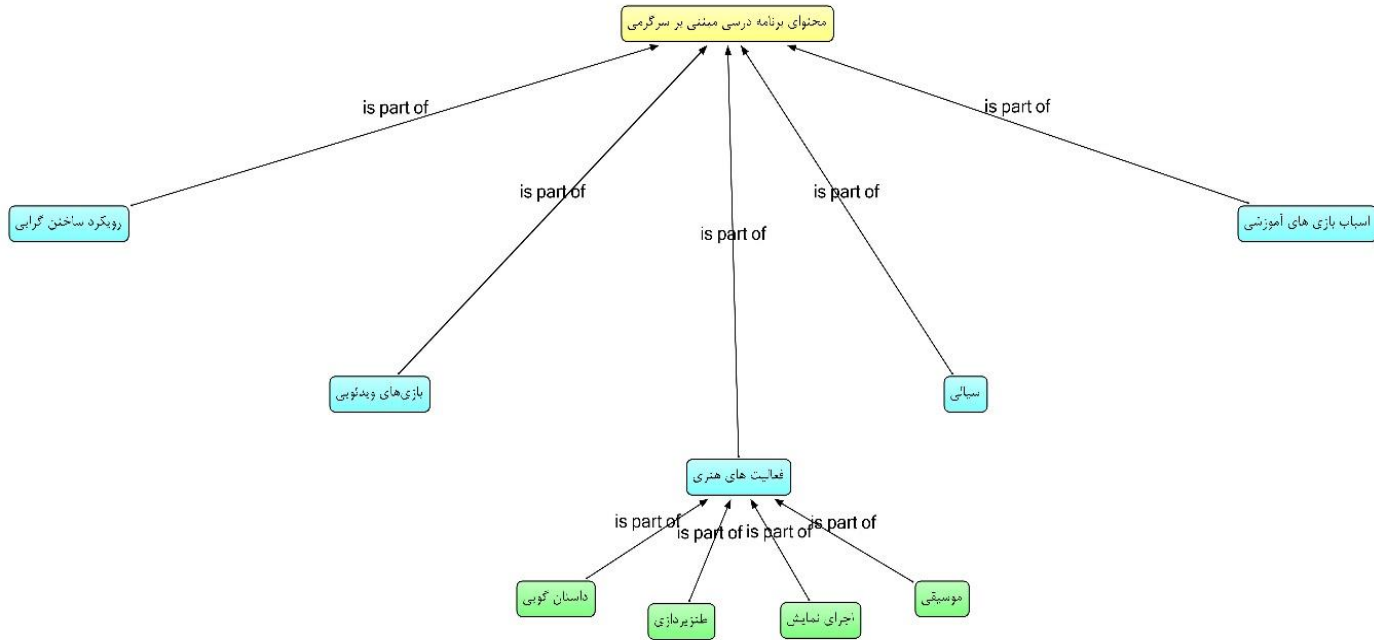 محتوای برنامه درسی مبتنی بر سرگرمی
is part of
is part of
is part of
is part of
is part of
رویکرد ساختن گرایی
اسباب بازی های آموزشی
بازی‌های ویدئویی
سیالی
فعالیت های هنری
is part of
is part of
is part of
is part of
داستان گویی
طنزپردازی
اجرای نمایش
موسیقی